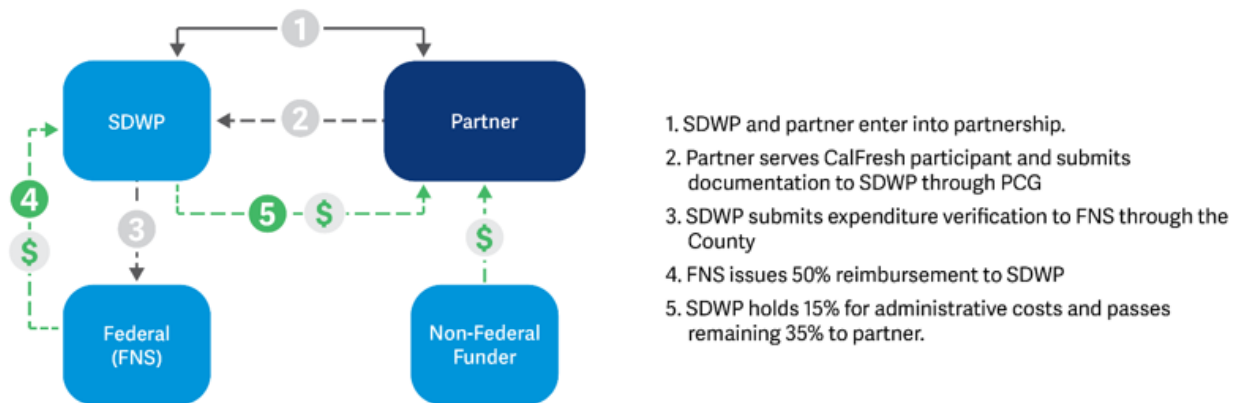 1
SDWP
2
Partner
4
$
5
$
$
3
Federal
(FNS)
Non-Federal
Funder
1. SDWP and partner enter into partnership.
2. Partner serves CalFresh participant and submits
documentation to SDWP through PCG
3. SDWP submits expenditure verification to FNS through the
County
4. FNS issues 50% reimbursement to SDWP
5. SDWP holds 15% for administrative costs and passes
remaining 35% to partner.